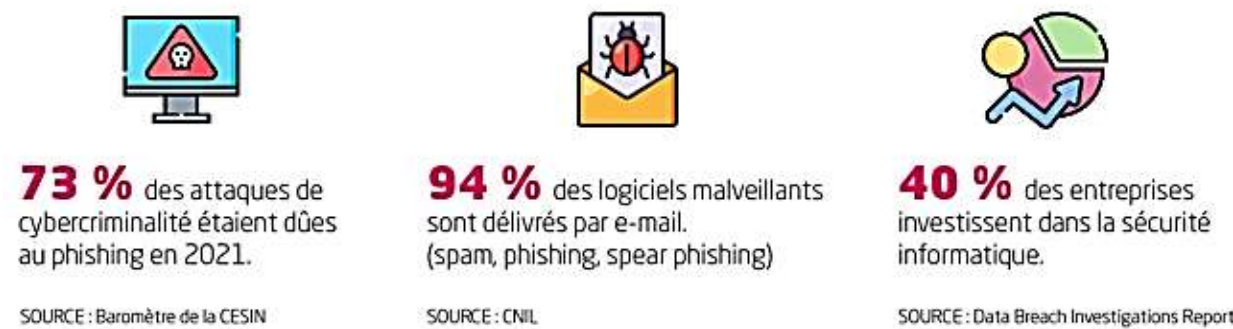 73 % des attaques de
cybercriminalité étaient dûes
au phishing en 2021.
SOURCE : Baromètre de la CESIN
94 % des logiciels malveillants
sont délivrés par e-mail.
(spam, phishing, spear phishing)
SOURCE : CNIL
40 % des entreprises
investissent dans la sécurité
informatique.
SOURCE : Data Breach Investigations Report